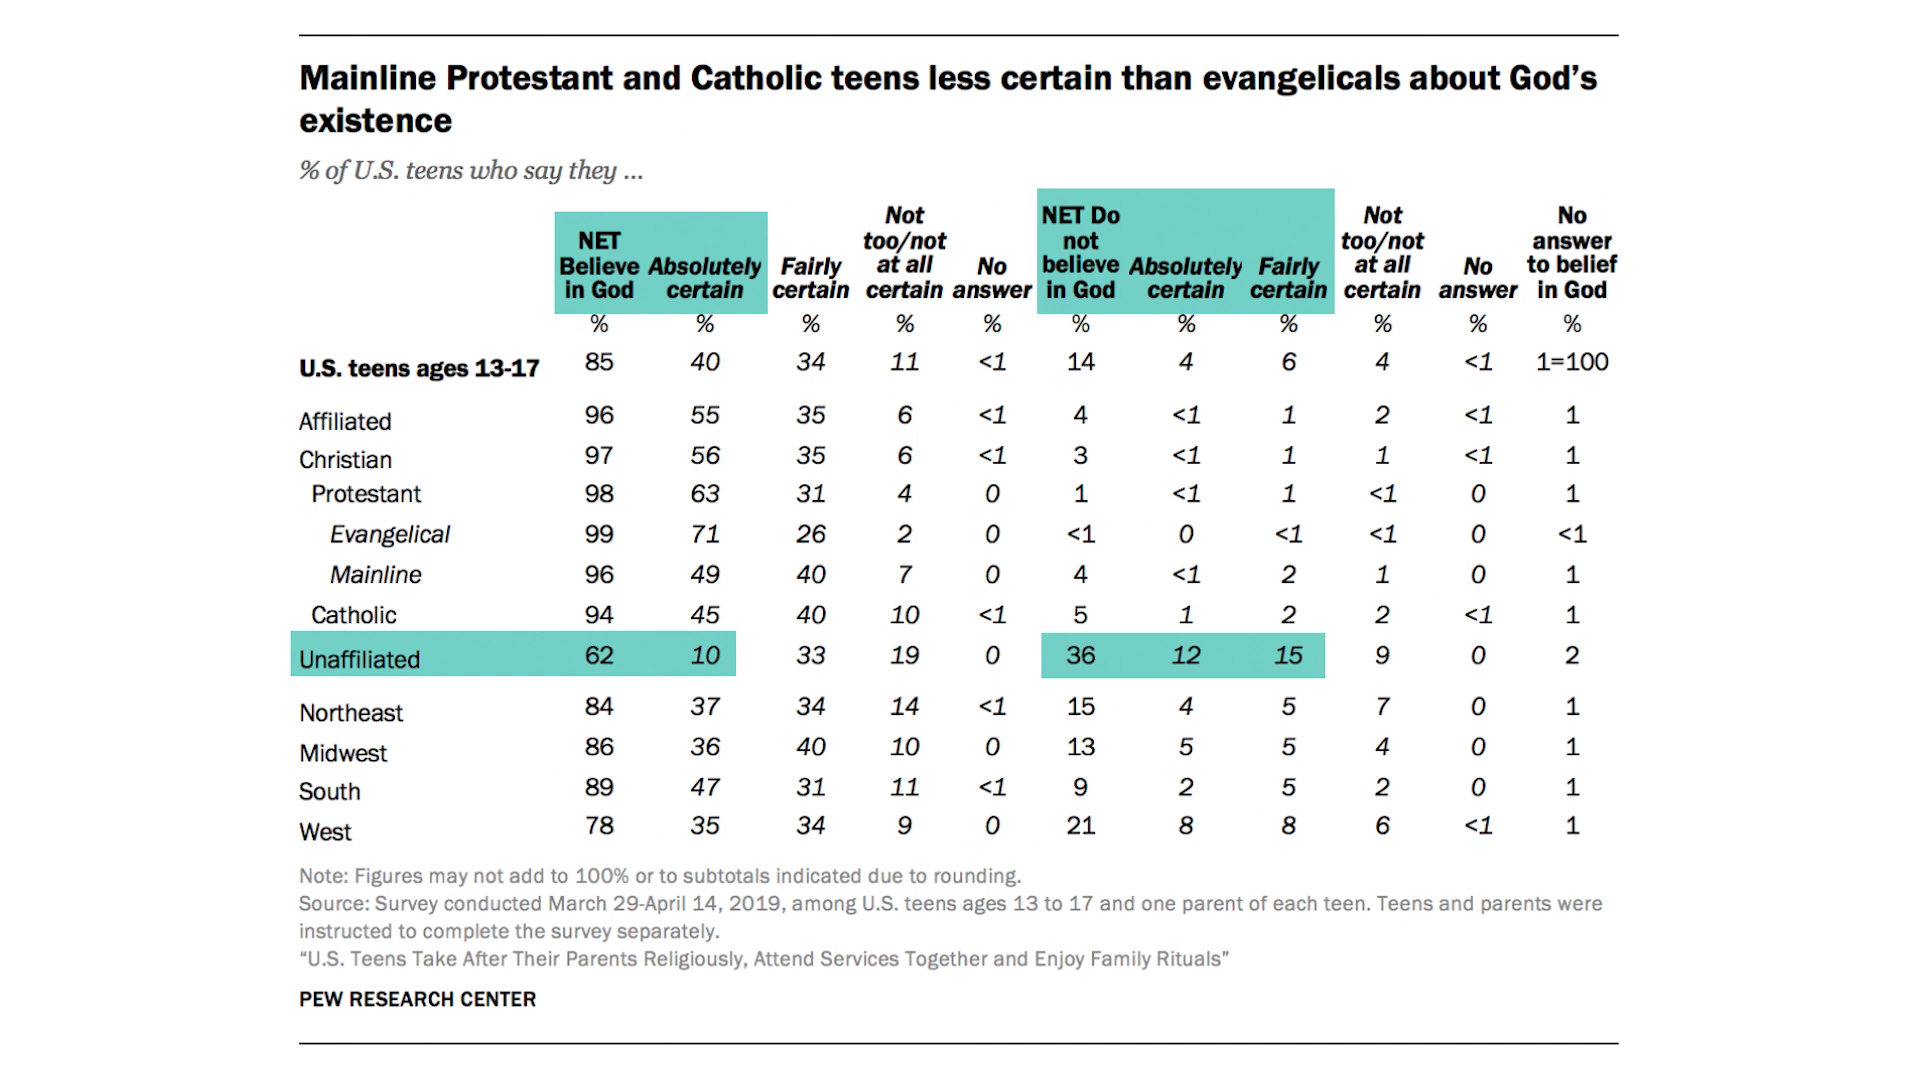 Mainline Protestant and Catholic teens less certain than evangelicals about God’s
existence
% of U.S. teens who say they ...
NET Believe in God Absolutely certain Fairly certain Not too/not at all certain No answer NET Do not believe in God Absolutely certain Fairly certain Not too/not at all certain No answer No answer to belief in God
% % % % % % % % % % %
U.S. teens ages 13-17 85 40 34 11 <1 14 4 6 4 <1 1=100
Affiliated 96 55 35 6 <1 4 <1 1 2 <1 1
Christian 97 56 35 6 <1 3 <1 1 1 <1 1
Protestant 98 63 31 4 0 1 <1 1 <1 0 1
Evangelical 99 71 26 2 0 <1 0 <1 <1 0 <1
Mainline 96 49 40 7 0 4 <1 2 1 0 1
Catholic 94 45 40 10 <1 5 1 2 2 <1 1
Unaffiliated 62 10 33 19 0 36 12 15 9 0 2
Northeast 84 37 34 14 <1 15 4 5 7 0 1
Midwest 86 36 40 10 0 13 5 5 4 0 1
South 89 47 31 11 <1 9 2 5 2 0 1
West 78 35 34 9 0 21 8 8 6 <1 1
Note: Figures may not add to 100% or to subtotals indicated due to rounding.
Source: Survey conducted March 29-April 14, 2019, among U.S. teens ages 13 to 17 and one parent of each teen. Teens and parents were
instructed to complete the survey separately.
“U.S. Teens Take After Their Parents Religiously, Attend Services Together and Enjoy Family Rituals”
PEW RESEARCH CENTER